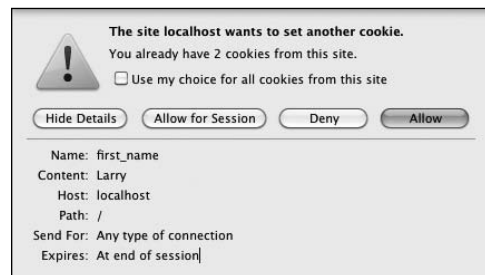 The site localhost wants to set another cookie.
You already have 2 cookies from this site.
Use my choice for all cookies from this site
Hide Details Allow for Session Deny Allow
Name: first_name
Content: Larry
Host: localhost
Path: /
Send For: Any type of connection
Expires: At end of session